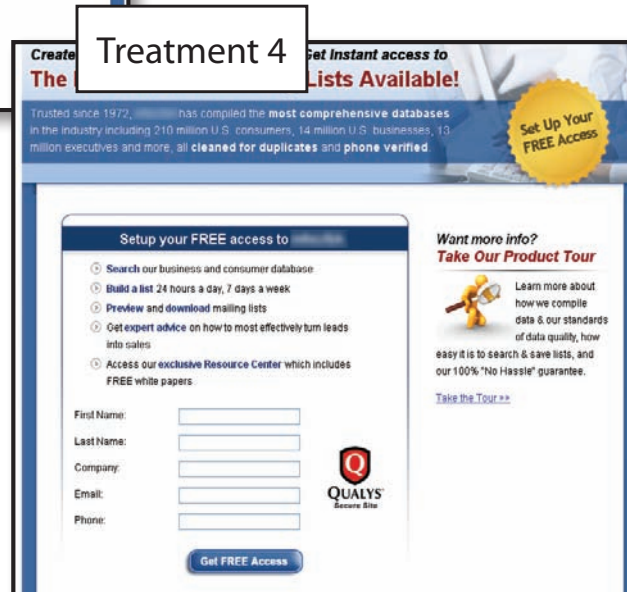 Treatment 4
Create Get Instant access to
The Lists Available!
Trusted since 1972, has compiled the most comprehensive databases
in the industry including 210 million U.S. consumers, 14 million U.S. businesses, 13
million executives and more, all cleaned for duplicates and phone verified
Set Up Your
FREE Access
Setup your FREE access to
Search our business and consumer database
Build a list 24 hours a day, 7 days a week
Preview and download mailing lists
Get expert advice on how to most effectively turn leads
into sales
Access our exclusive Resource Center which includes
FREE white papers
First Name:
Last Name:
Company:
Email:
Phone:
QUALYS
Secure Site
Get FREE Access
Want more info?
Take Our Product Tour
Learn more about
how we compile
data & our standards
of data quality, how
easy it is to search & save lists, and
our 100% "No Hassle" guarantee.
Take the Tour >>